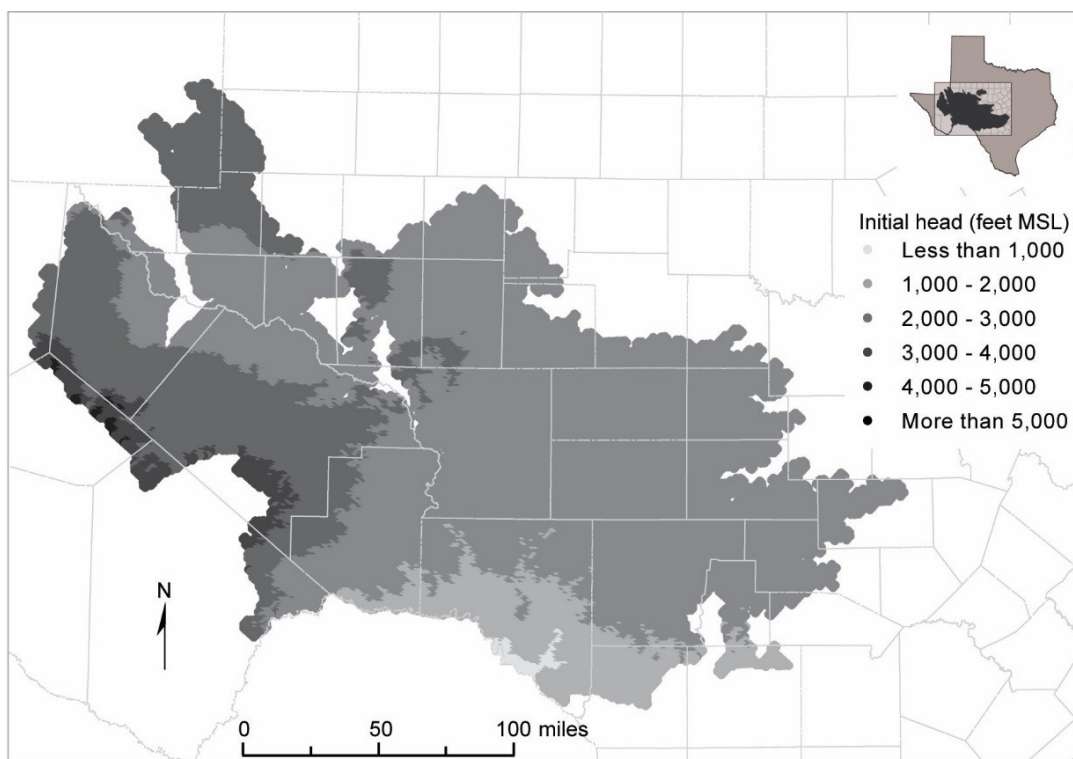 Initial head (feet MSL)
Less than 1,000
1,000 - 2,000
2,000 - 3,000
3,000 - 4,000
4,000 - 5,000
More than 5,000
N
0 50 100 miles